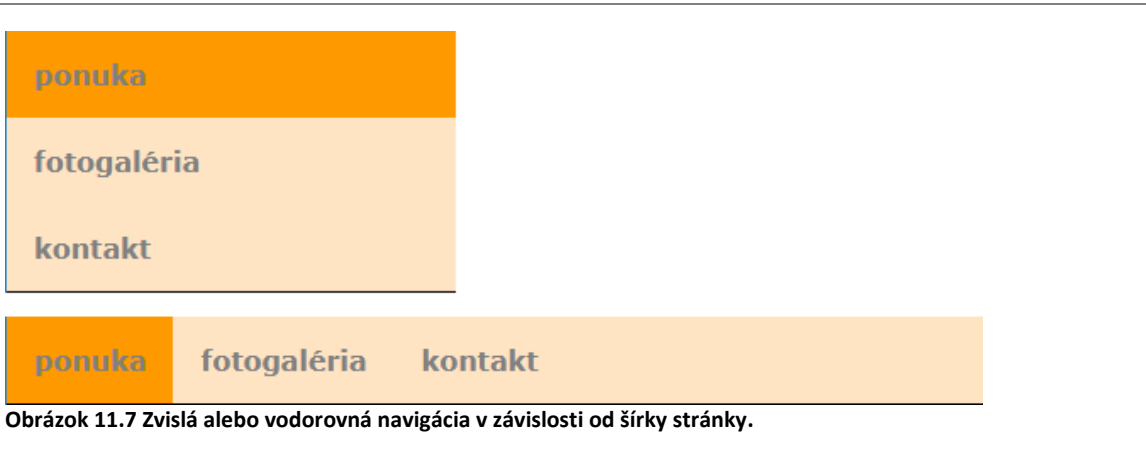 ponuka
fotogaléria
kontakt
ponuka fotogaléria kontakt
Obrázok 11.7 Zvislá alebo vodorovná navigácia v závislosti od šírky stránky.